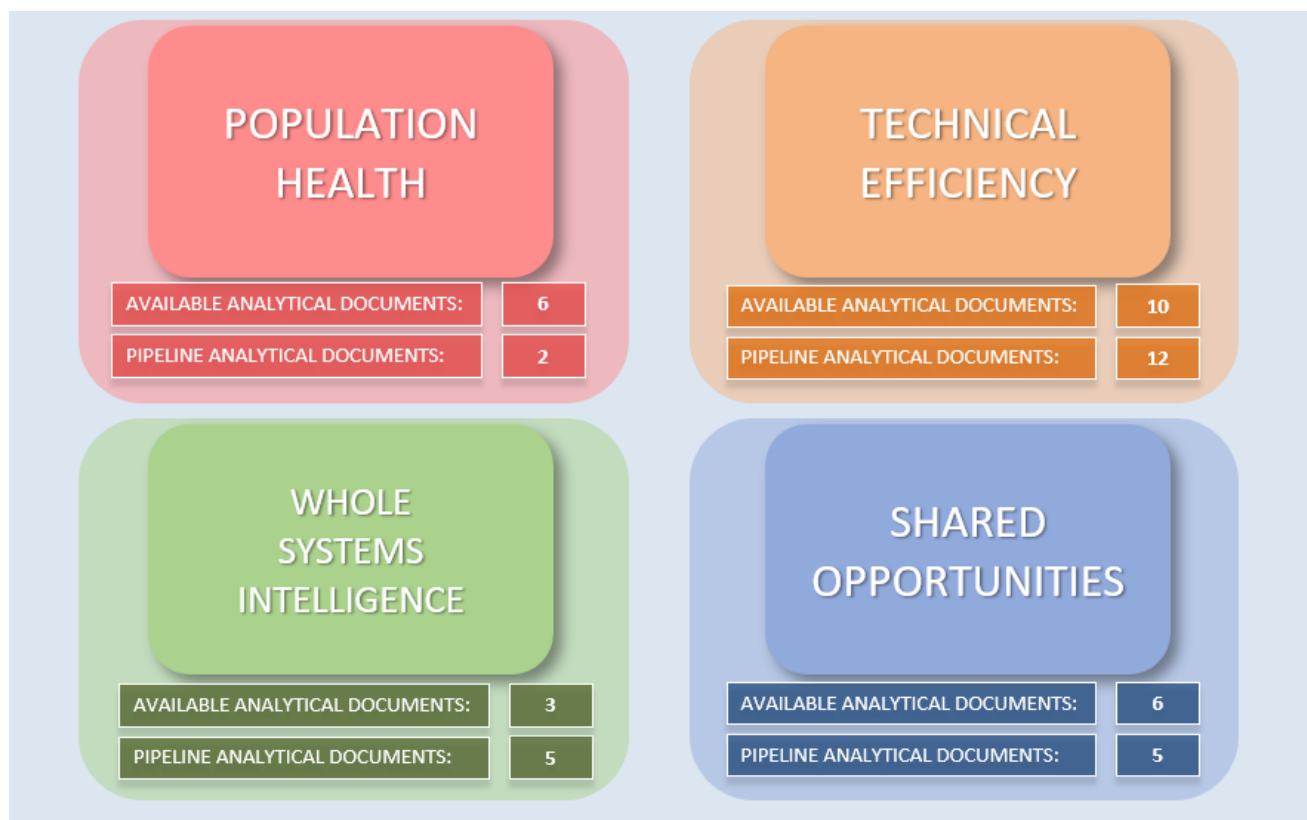 POPULATION
HEALTH
AVAILABLE ANALYTICAL DOCUMENTS: 6
PIPELINE ANALYTICAL DOCUMENTS: 2
TECHNICAL
EFFICIENCY
AVAILABLE ANALYTICAL DOCUMENTS: 10
PIPELINE ANALYTICAL DOCUMENTS: 12
WHOLE
SYSTEMS
INTELLIGENCE
AVAILABLE ANALYTICAL DOCUMENTS: 3
PIPELINE ANALYTICAL DOCUMENTS: 5
SHARED
OPPORTUNITIES
AVAILABLE ANALYTICAL DOCUMENTS: 6
PIPELINE ANALYTICAL DOCUMENTS: 5